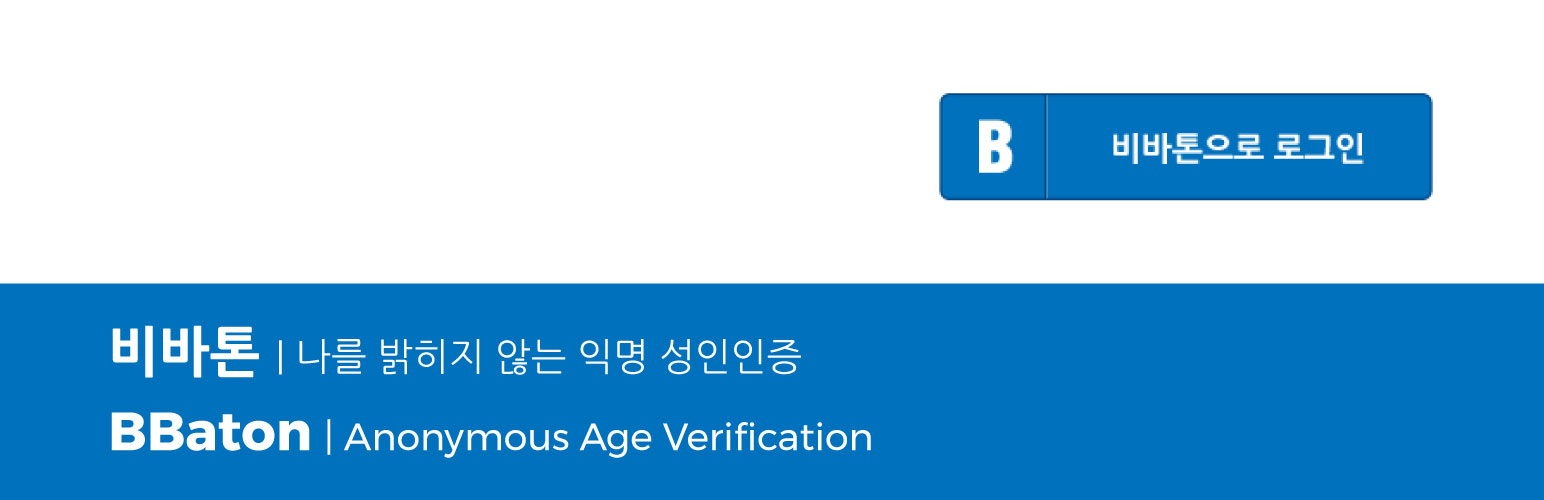 B 비바톤으로 로그인
비바톤 | 나를 밝히지 않는 익명 성인인증
BBaton | Anonymous Age Verification